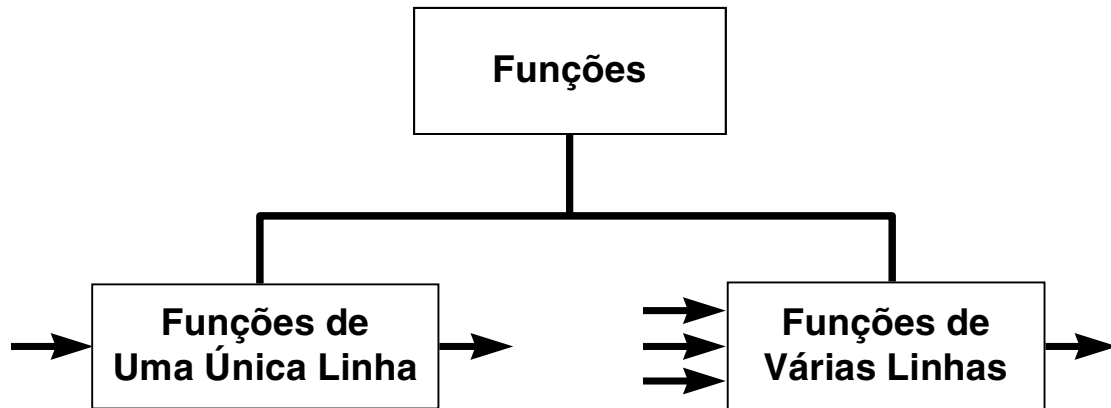 Funções
Funções de
Uma Única Linha
Funções de
Várias Linhas